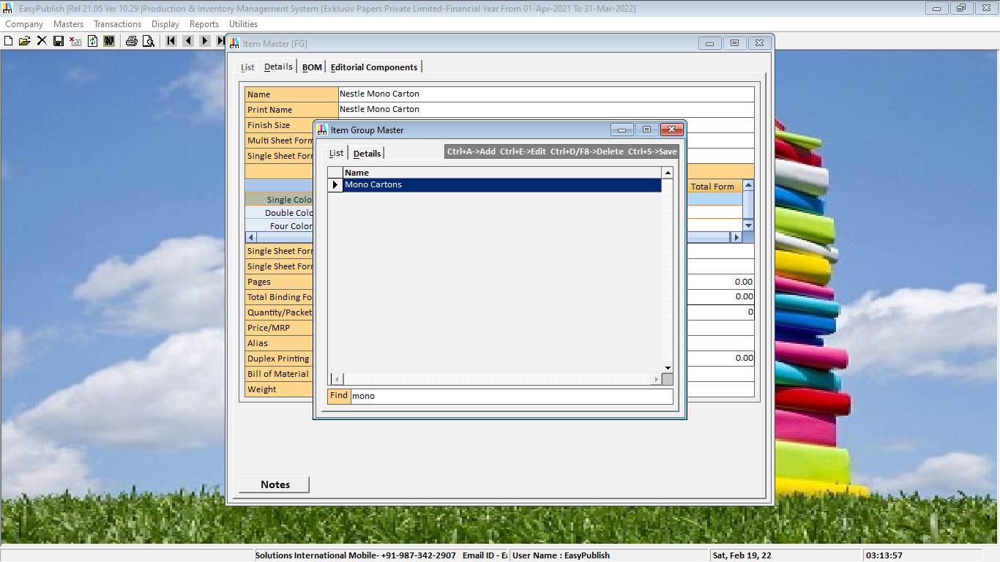 EasyPublish |Rel 21.05 Ver 10.29 |Production & Inventory Management System [Exklusiv Papers Private Limited-Financial Year From 01-Apr-2021 To 31-Mar-2022]
Company Masters Transactions Display Reports Utilities
Item Master [FG]
List Details BOM Editorial Components
Name Nestle Mono Carton
Print Name Nestle Mono Carton
Finish Size
Multi Sheet Form
Single Sheet Forr
Item Group Master
List Details Ctrl+A->Add Ctrl+E->Edit Ctrl+D/F8->Delete Ctrl+S->Save
Name
Mono Cartons
Total Form
Single Colo
Double Colo
Four Color
Single Sheet Forr
Single Sheet Forr
Pages 0.00
Total Binding Fo 0.00
Quantity/Packet 0
Price/MRP
Alias
Duplex Printing 0.00
Bill of Material
Weight
Find mono
Notes
Solutions International Mobile- +91-987-342-2907 Email ID - Ea
User Name : EasyPublish
Sat, Feb 19, 22
03:13:57